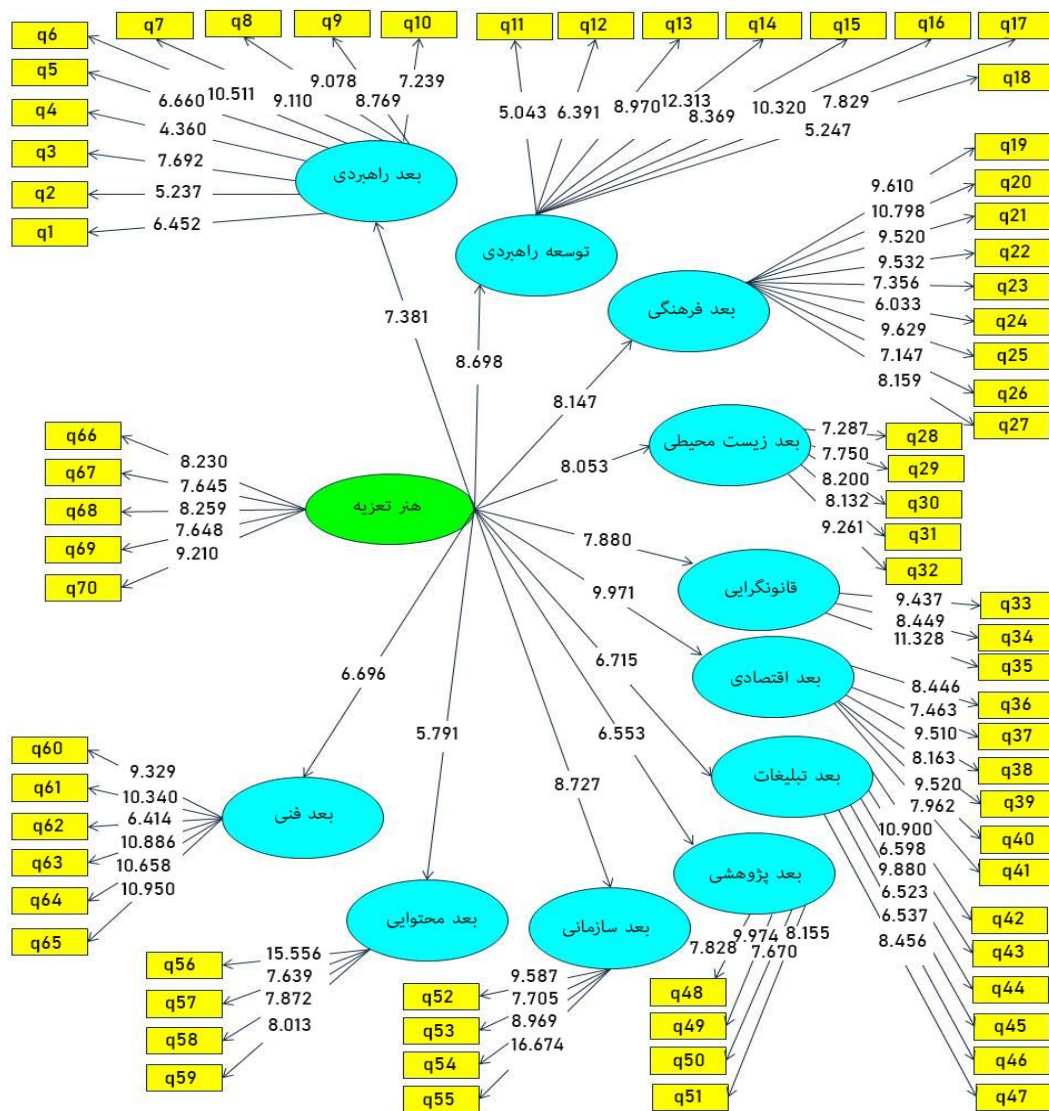 q6
q7
q8
q9
q10
q11
q12
q13
q14
q15
q16
q17
q5
q4
q3
q2
q1
q18
6.660
10.511
9.110
9.078
8.769
7.239
4.360
7.692
5.237
6.452
بعد راهبردی
5.043
6.391
8.970
12.313
8.369
10.320
7.829
5.247
توسعه راهبردی
q19
q20
q21
q22
q23
q24
q25
q26
q27
9.610
10.798
9.520
9.532
7.356
6.033
9.629
7.147
8.159
بعد فرهنگی
7.381
8.698
8.147
8.053
بعد زیست محیطی
7.287
7.750
8.200
8.132
9.261
q28
q29
q30
q31
q32
q66
q67
q68
q69
q70
8.230
7.645
8.259
7.648
9.210
هنر تعزیه
7.880
9.971
6.715
6.553
8.727
5.791
6.696
قانونگرایی
9.437
8.449
11.328
q33
q34
q35
بعد اقتصادی
8.446
7.463
9.510
8.163
9.520
7.962
q36
q37
q38
q39
q40
q41
بعد تبلیغات
10.900
6.598
9.880
6.523
6.537
8.456
q42
q43
q44
q45
q46
q47
بعد پژوهشی
7.828
9.974
7.670
8.155
q48
q49
q50
q51
بعد سازمانی
9.587
7.705
8.969
16.674
q52
q53
q54
q55
بعد محتوایی
15.556
7.639
7.872
8.013
q56
q57
q58
q59
بعد فنی
9.329
10.340
6.414
10.886
10.658
10.950
q60
q61
q62
q63
q64
q65